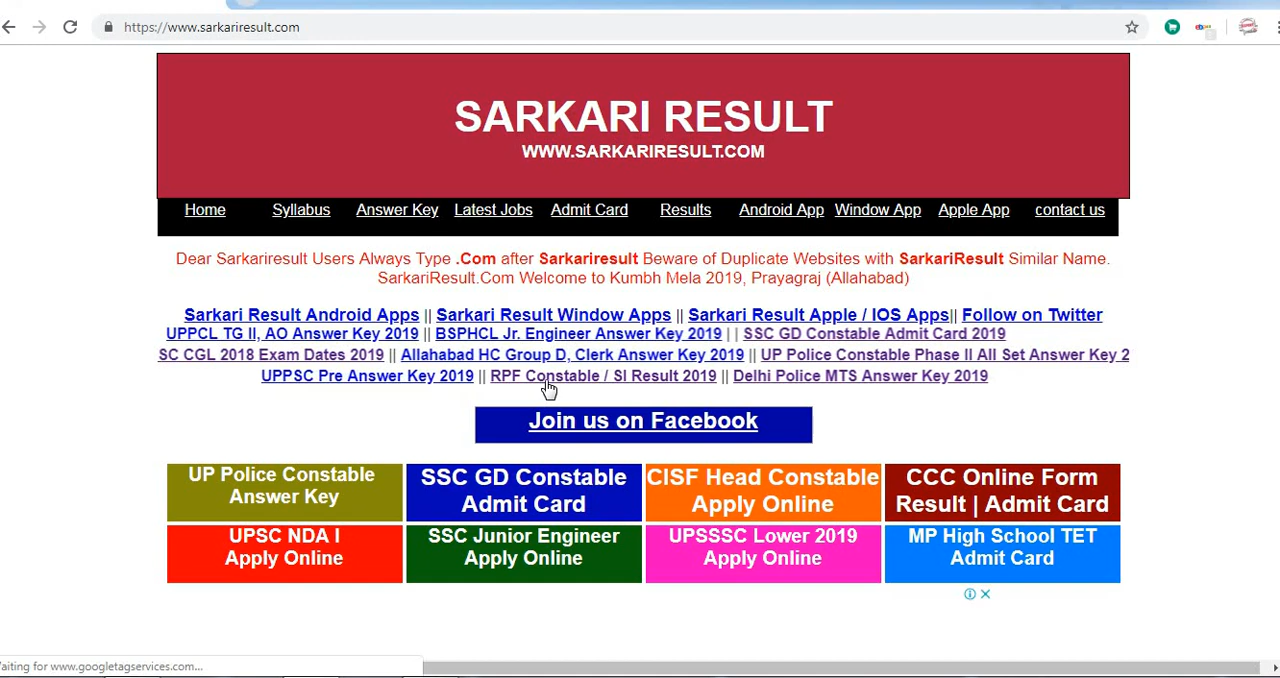 https://www.sarkariresult.com
SARKARI RESULT
WWW.SARKARIRESULT.COM
Home Syllabus Answer Key Latest Jobs Admit Card Results Android App Window App Apple App contact us
Dear Sarkariresult Users Always Type .Com after Sarkariresult Beware of Duplicate Websites with SarkariResult Similar Name.
SarkariResult.Com Welcome to Kumbh Mela 2019, Prayagraj (Allahabad)
Sarkari Result Android Apps || Sarkari Result Window Apps || Sarkari Result Apple / IOS Apps || Follow on Twitter
UPPCL TG II, AO Answer Key 2019 || BSPHCL Jr. Engineer Answer Key 2019 | | SSC GD Constable Admit Card 2019
SC CGL 2018 Exam Dates 2019 || Allahabad HC Group D, Clerk Answer Key 2019 || UP Police Constable Phase II All Set Answer Key 2
UPPSC Pre Answer Key 2019 || RPF Constable / SI Result 2019 || Delhi Police MTS Answer Key 2019
Join us on Facebook
UP Police Constable
Answer Key
SSC GD Constable
Admit Card
CISF Head Constable
Apply Online
CCC Online Form
Result | Admit Card
UPSC NDA I
Apply Online
SSC Junior Engineer
Apply Online
UPSSSC Lower 2019
Apply Online
MP High School TET
Admit Card
aiting for www.googletagservices.com...